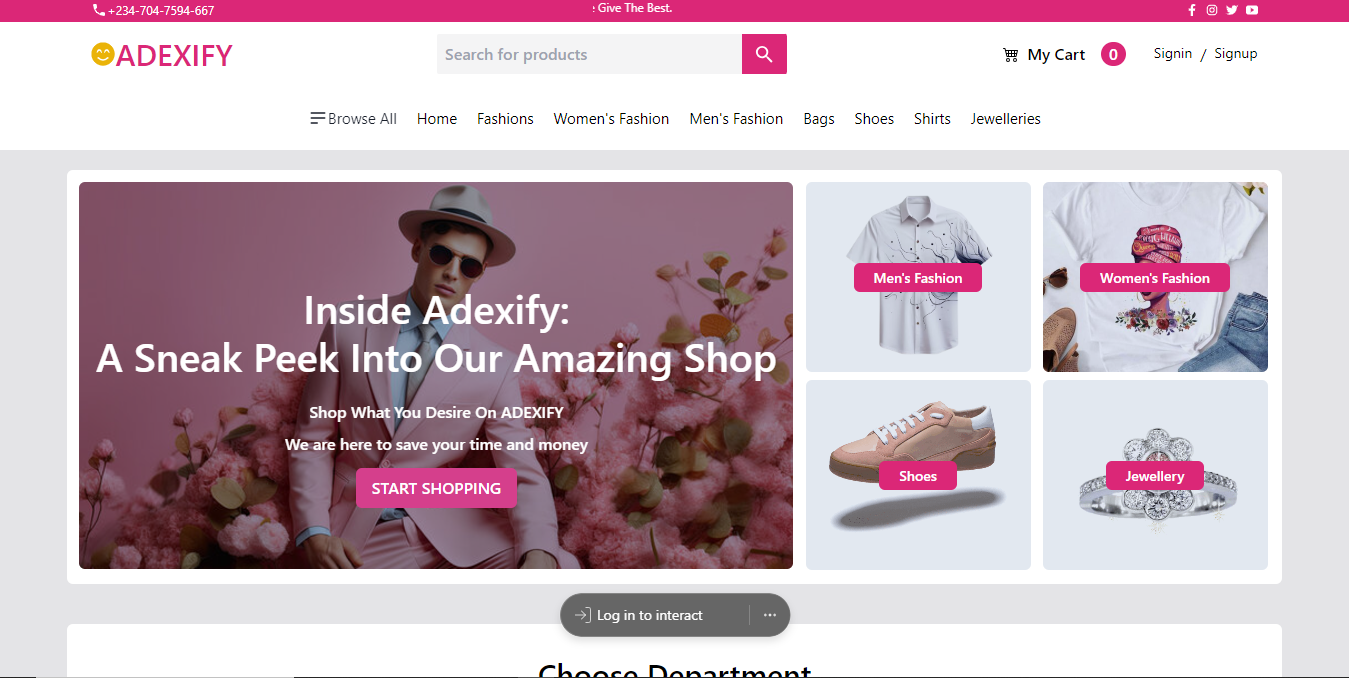 +234-704-7594-667
Give The Best.
ADEXIFY
Search for products
My Cart 0
Signin / Signup
Browse All Home Fashions Women's Fashion Men's Fashion Bags Shoes Shirts Jewelleries
Inside Adexify:
A Sneak Peek Into Our Amazing Shop
Shop What You Desire On ADEXIFY
We are here to save your time and money
START SHOPPING
Men's Fashion
Women's Fashion
Shoes
Jewellery
Log in to interact
Choose Department